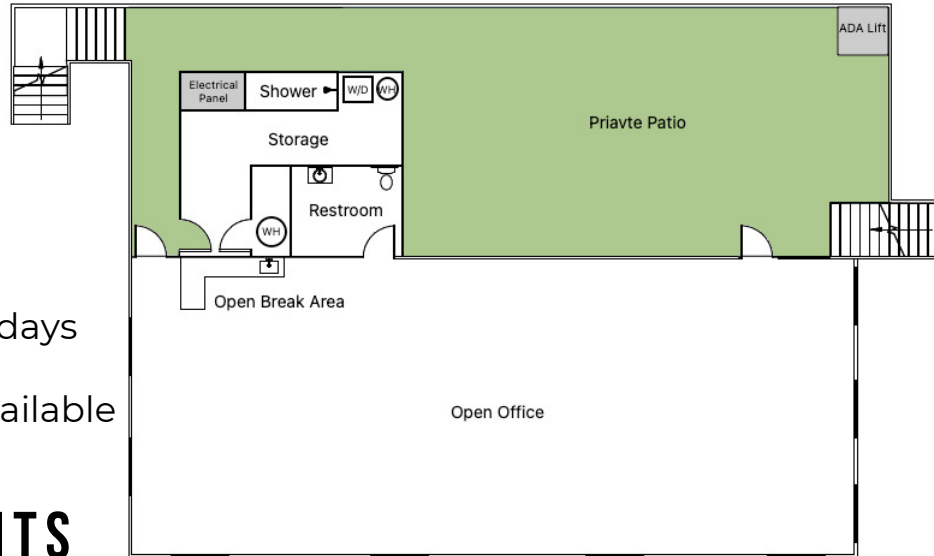 ADA Lift
Electrical
Panel
Shower
W/D
WH
Priavte Patio
Storage
Restroom
WH
Open Break Area
days
ailable
Open Office
ITS